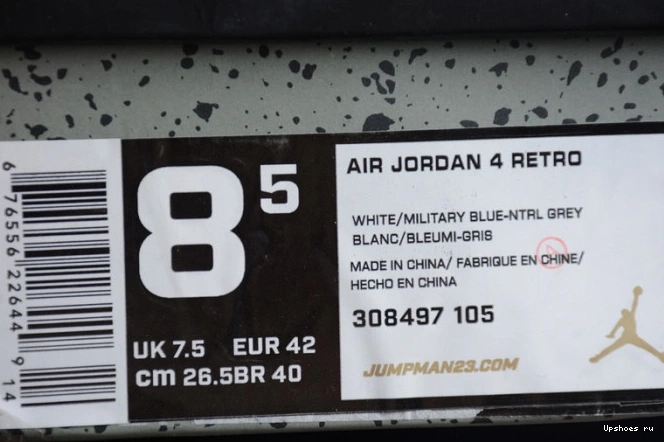 6 76556 22644 9 14
8 5
UK 7.5 EUR 42
cm 26.5BR 40
AIR JORDAN 4 RETRO
WHITE/MILITARY BLUE-NTRL GREY
BLANC/BLEUMI-GRIS
MADE IN CHINA/ FABRIQUE EN CHINE/
HECHO EN CHINA
308497 105
JUMPMAN23.COM
Upshoes ru